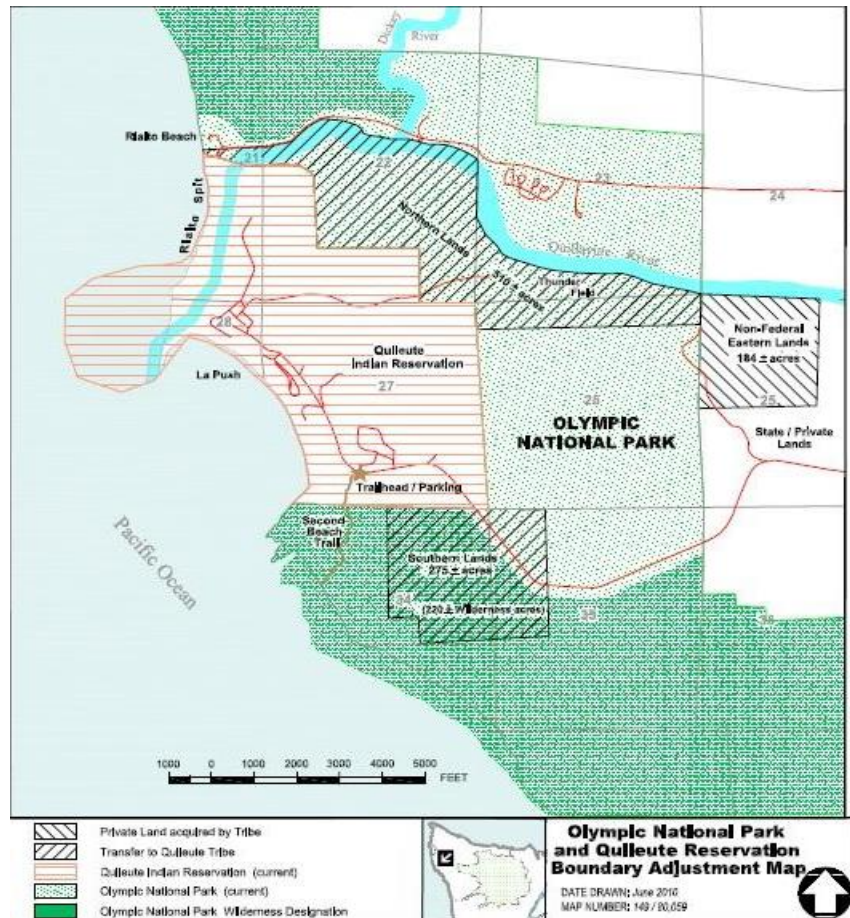 Dickey
River
Rialto Beach
21
22
23
24
Rialto Spit
Northern Lands
510 ± acres
Quillayute River
Thunder
Field
Non-Federal
Eastern Lands
184 ± acres
28
Quileute
Indian Reservation
27
La Push
26
25
OLYMPIC
NATIONAL PARK
State / Private
Lands
Trailhead / Parking
Second
Beach
Trail
Southern Lands
275 ± acres
34
(220 ± Wilderness acres)
35
36
Pacific Ocean
1000 0 1000 2000 3000 4000 5000
FEET
Private Land acquired by Tribe
Transfer to Quileute Tribe
Quileute Indian Reservation (current)
Olympic National Park (current)
Olympic National Park Wilderness Designation
Olympic National Park
and Quileute Reservation
Boundary Adjustment Map
DATE DRAWN: June 2010
MAP NUMBER: 149 / 80,059